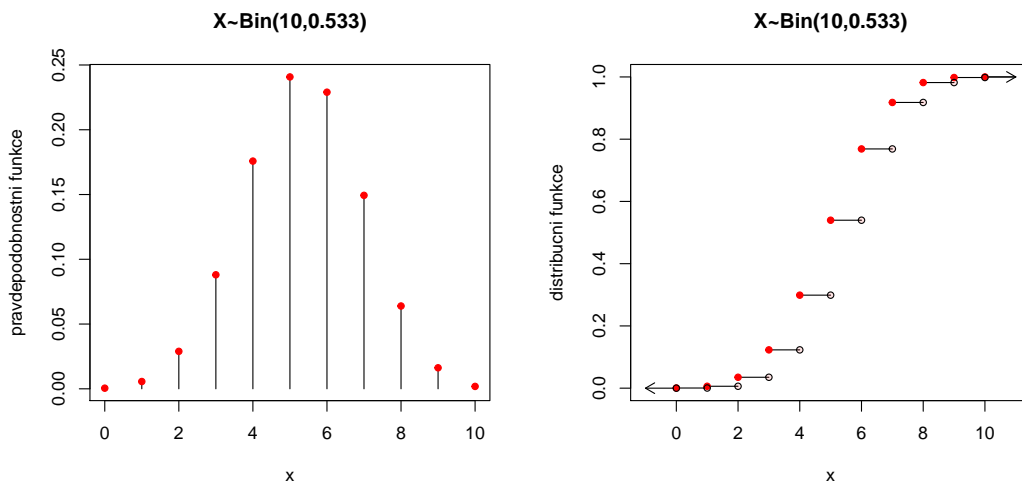 X~Bin(10,0.533)
pravdepodobnostni funkce
0.00 0.05 0.10 0.15 0.20 0.25
0 2 4 6 8 10
x
X~Bin(10,0.533)
distribucni funkce
0.0 0.2 0.4 0.6 0.8 1.0
0 2 4 6 8 10
x